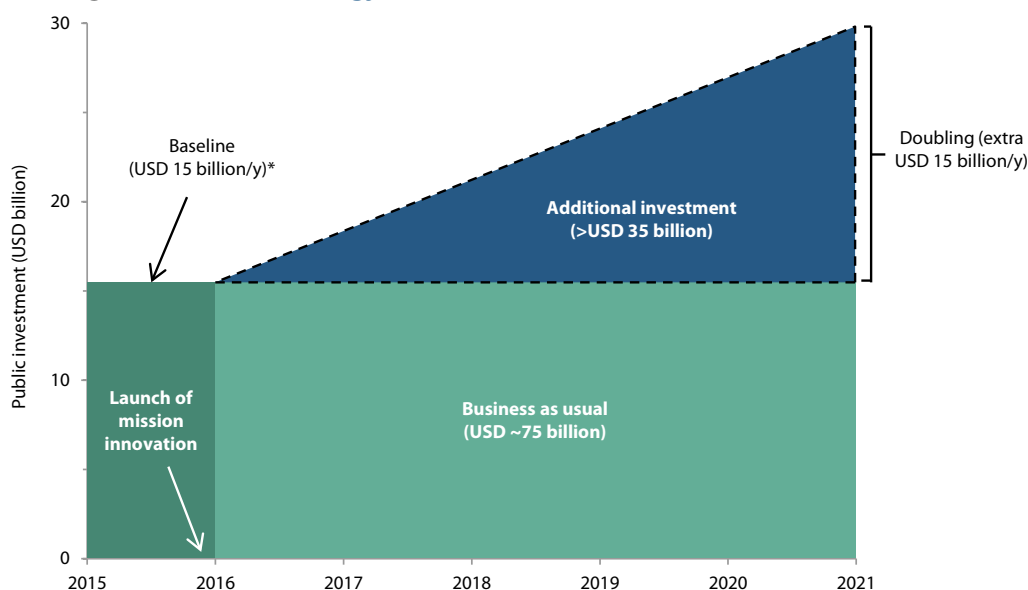 30
20
10
0
Public investment (USD billion)
Baseline
(USD 15 billion/y)*
Doubling (extra
USD 15 billion/y)
Additional investment
(>USD 35 billion)
Launch of
mission
innovation
Business as usual
(USD ~75 billion)
2015 2016 2017 2018 2019 2020 2021